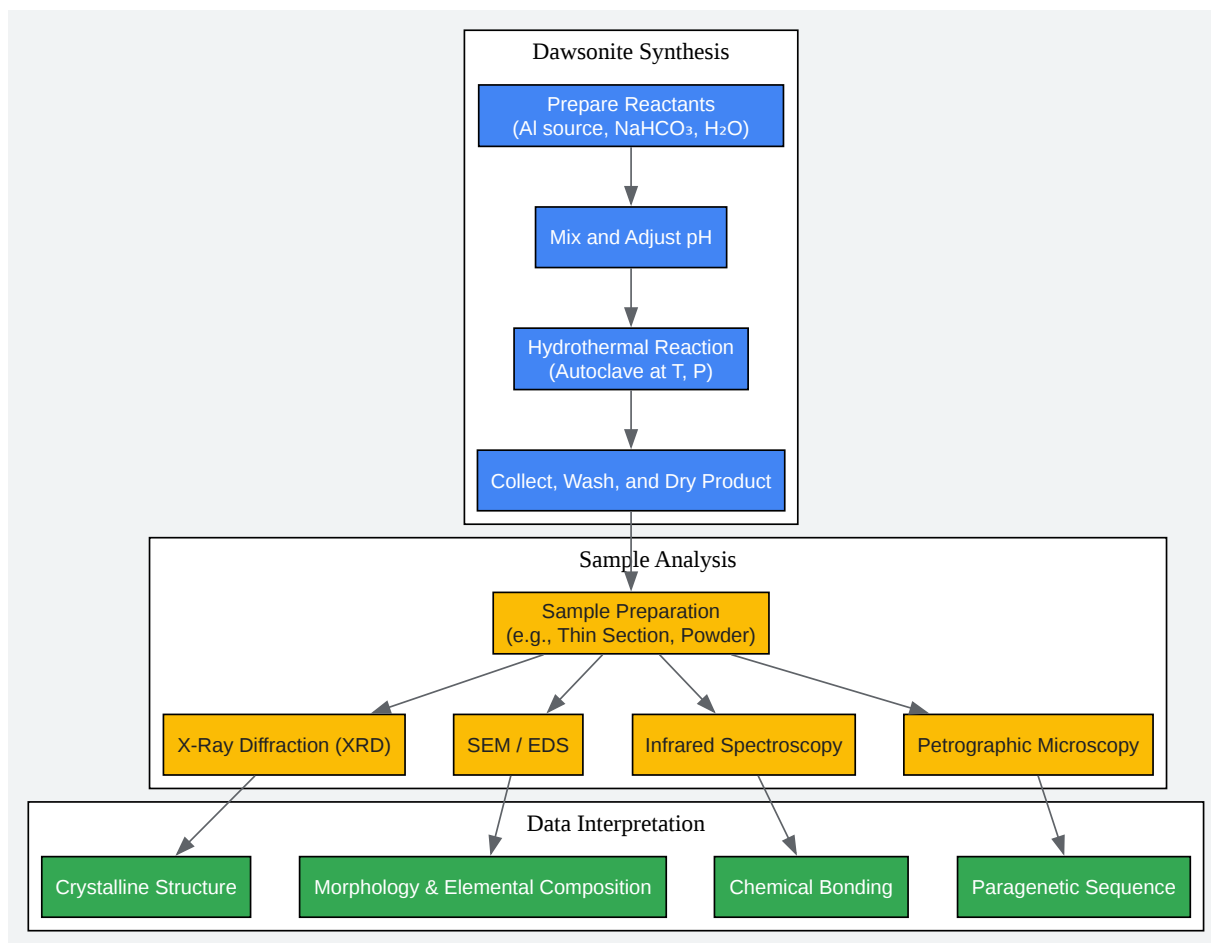 Dawsonite Synthesis
Prepare Reactants
(Al source, NaHCO₃, H₂O)
Mix and Adjust pH
Hydrothermal Reaction
(Autoclave at T, P)
Collect, Wash, and Dry Product
Sample Analysis
Sample Preparation
(e.g., Thin Section, Powder)
X-Ray Diffraction (XRD)
SEM / EDS
Infrared Spectroscopy
Petrographic Microscopy
Data Interpretation
Crystalline Structure
Morphology & Elemental Composition
Chemical Bonding
Paragenetic Sequence